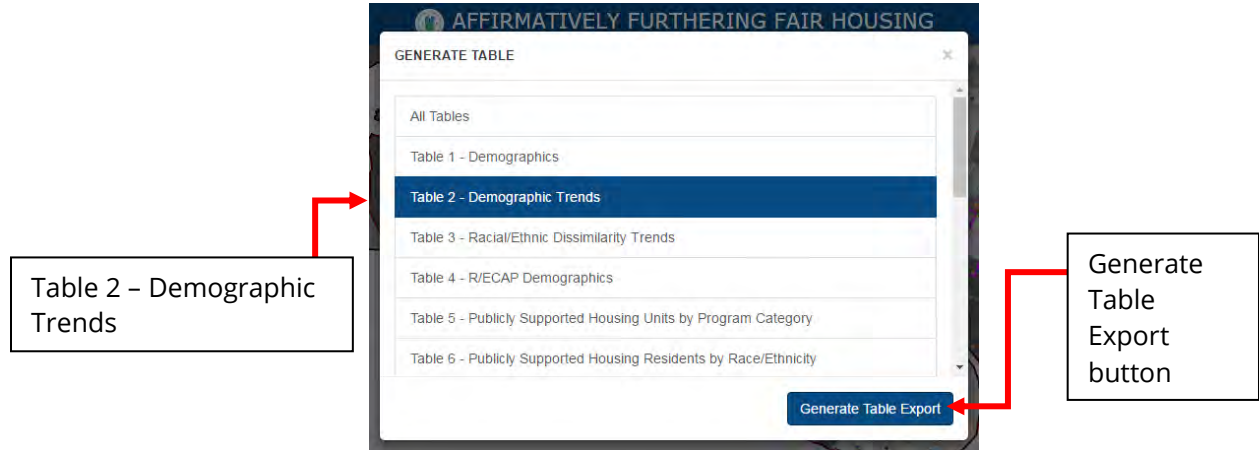 AFFIRMATIVELY FURTHERING FAIR HOUSING
GENERATE TABLE
×
All Tables
Table 1 - Demographics
Table 2 - Demographic Trends
Table 3 - Racial/Ethnic Dissimilarity Trends
Table 4 - R/ECAP Demographics
Table 5 - Publicly Supported Housing Units by Program Category
Table 6 - Publicly Supported Housing Residents by Race/Ethnicity
Generate Table Export
Table 2 – Demographic
Trends
Generate
Table
Export
button